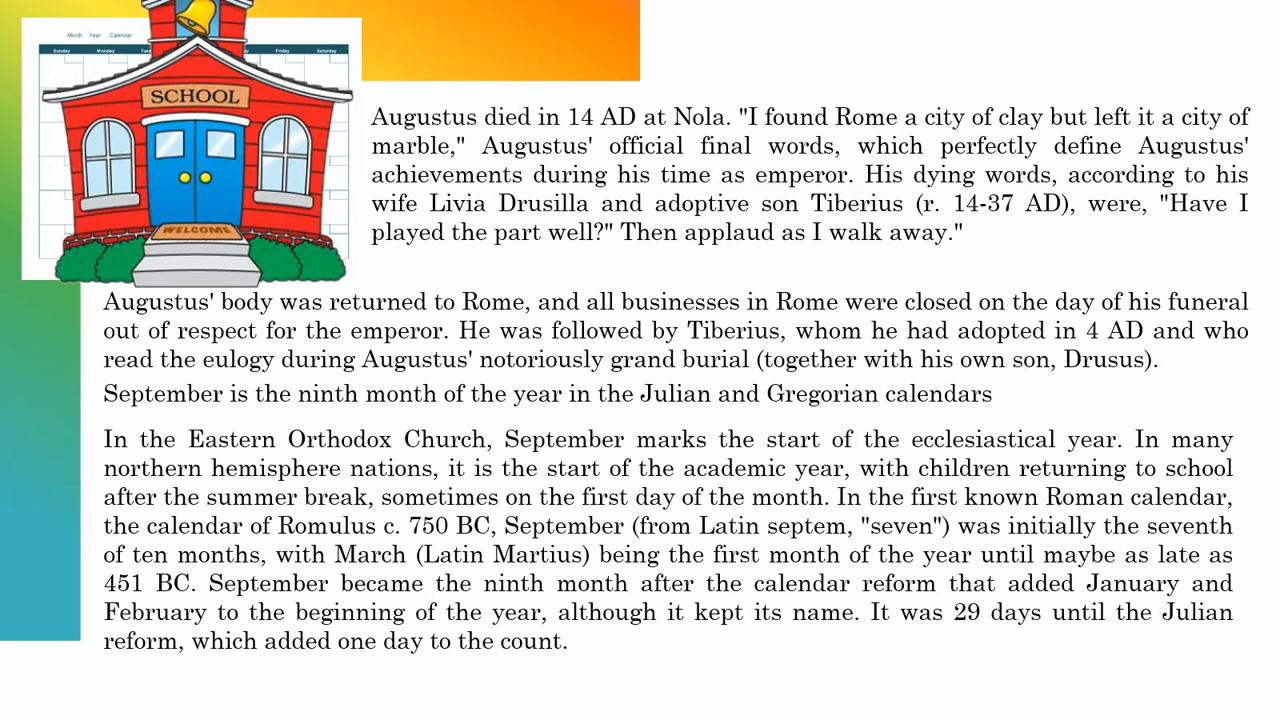 Month Year Calendar
Sunday Monday Friday Saturday
SCHOOL
WELCOME
Augustus died in 14 AD at Nola. "I found Rome a city of clay but left it a city of
marble," Augustus' official final words, which perfectly define Augustus'
achievements during his time as emperor. His dying words, according to his
wife Livia Drusilla and adoptive son Tiberius (r. 14-37 AD), were, "Have I
played the part well?" Then applaud as I walk away."
Augustus' body was returned to Rome, and all businesses in Rome were closed on the day of his funeral
out of respect for the emperor. He was followed by Tiberius, whom he had adopted in 4 AD and who
read the eulogy during Augustus' notoriously grand burial (together with his own son, Drusus).
September is the ninth month of the year in the Julian and Gregorian calendars
In the Eastern Orthodox Church, September marks the start of the ecclesiastical year. In many
northern hemisphere nations, it is the start of the academic year, with children returning to school
after the summer break, sometimes on the first day of the month. In the first known Roman calendar,
the calendar of Romulus c. 750 BC, September (from Latin septem, "seven") was initially the seventh
of ten months, with March (Latin Martius) being the first month of the year until maybe as late as
451 BC. September became the ninth month after the calendar reform that added January and
February to the beginning of the year, although it kept its name. It was 29 days until the Julian
reform, which added one day to the count.